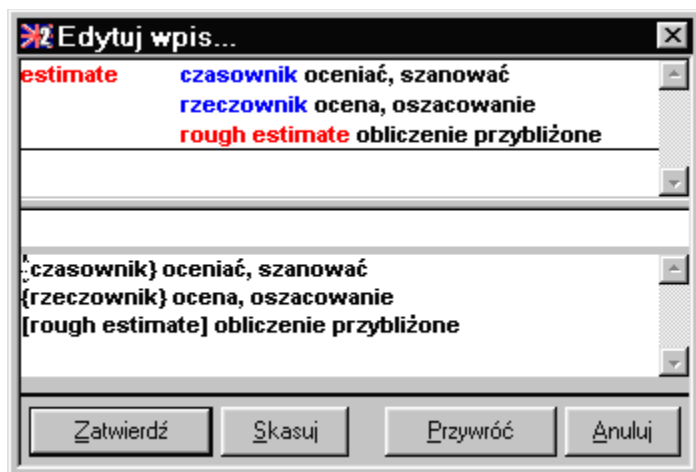 2 Edytuj wpis...
estimate czasownik oceniać, szanować
rzeczownik ocena, oszacowanie
rough estimate obliczenie przybliżone
{czasownik} oceniać, szanować
{rzeczownik} ocena, oszacowanie
[rough estimate] obliczenie przybliżone
Zatwierdź Skasuj Przywróć Anuluj